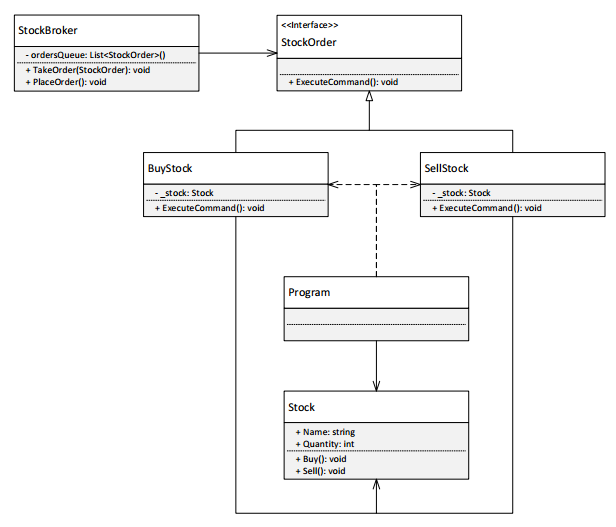 StockBroker
- ordersQueue: List<StockOrder>()
+ TakeOrder(StockOrder): void
+ PlaceOrder(): void
<<Interface>>
StockOrder
+ ExecuteCommand(): void
BuyStock
- _stock: Stock
+ ExecuteCommand(): void
SellStock
- _stock: Stock
+ ExecuteCommand(): void
Program
Stock
+ Name: string
+ Quantity: int
+ Buy(): void
+ Sell(): void